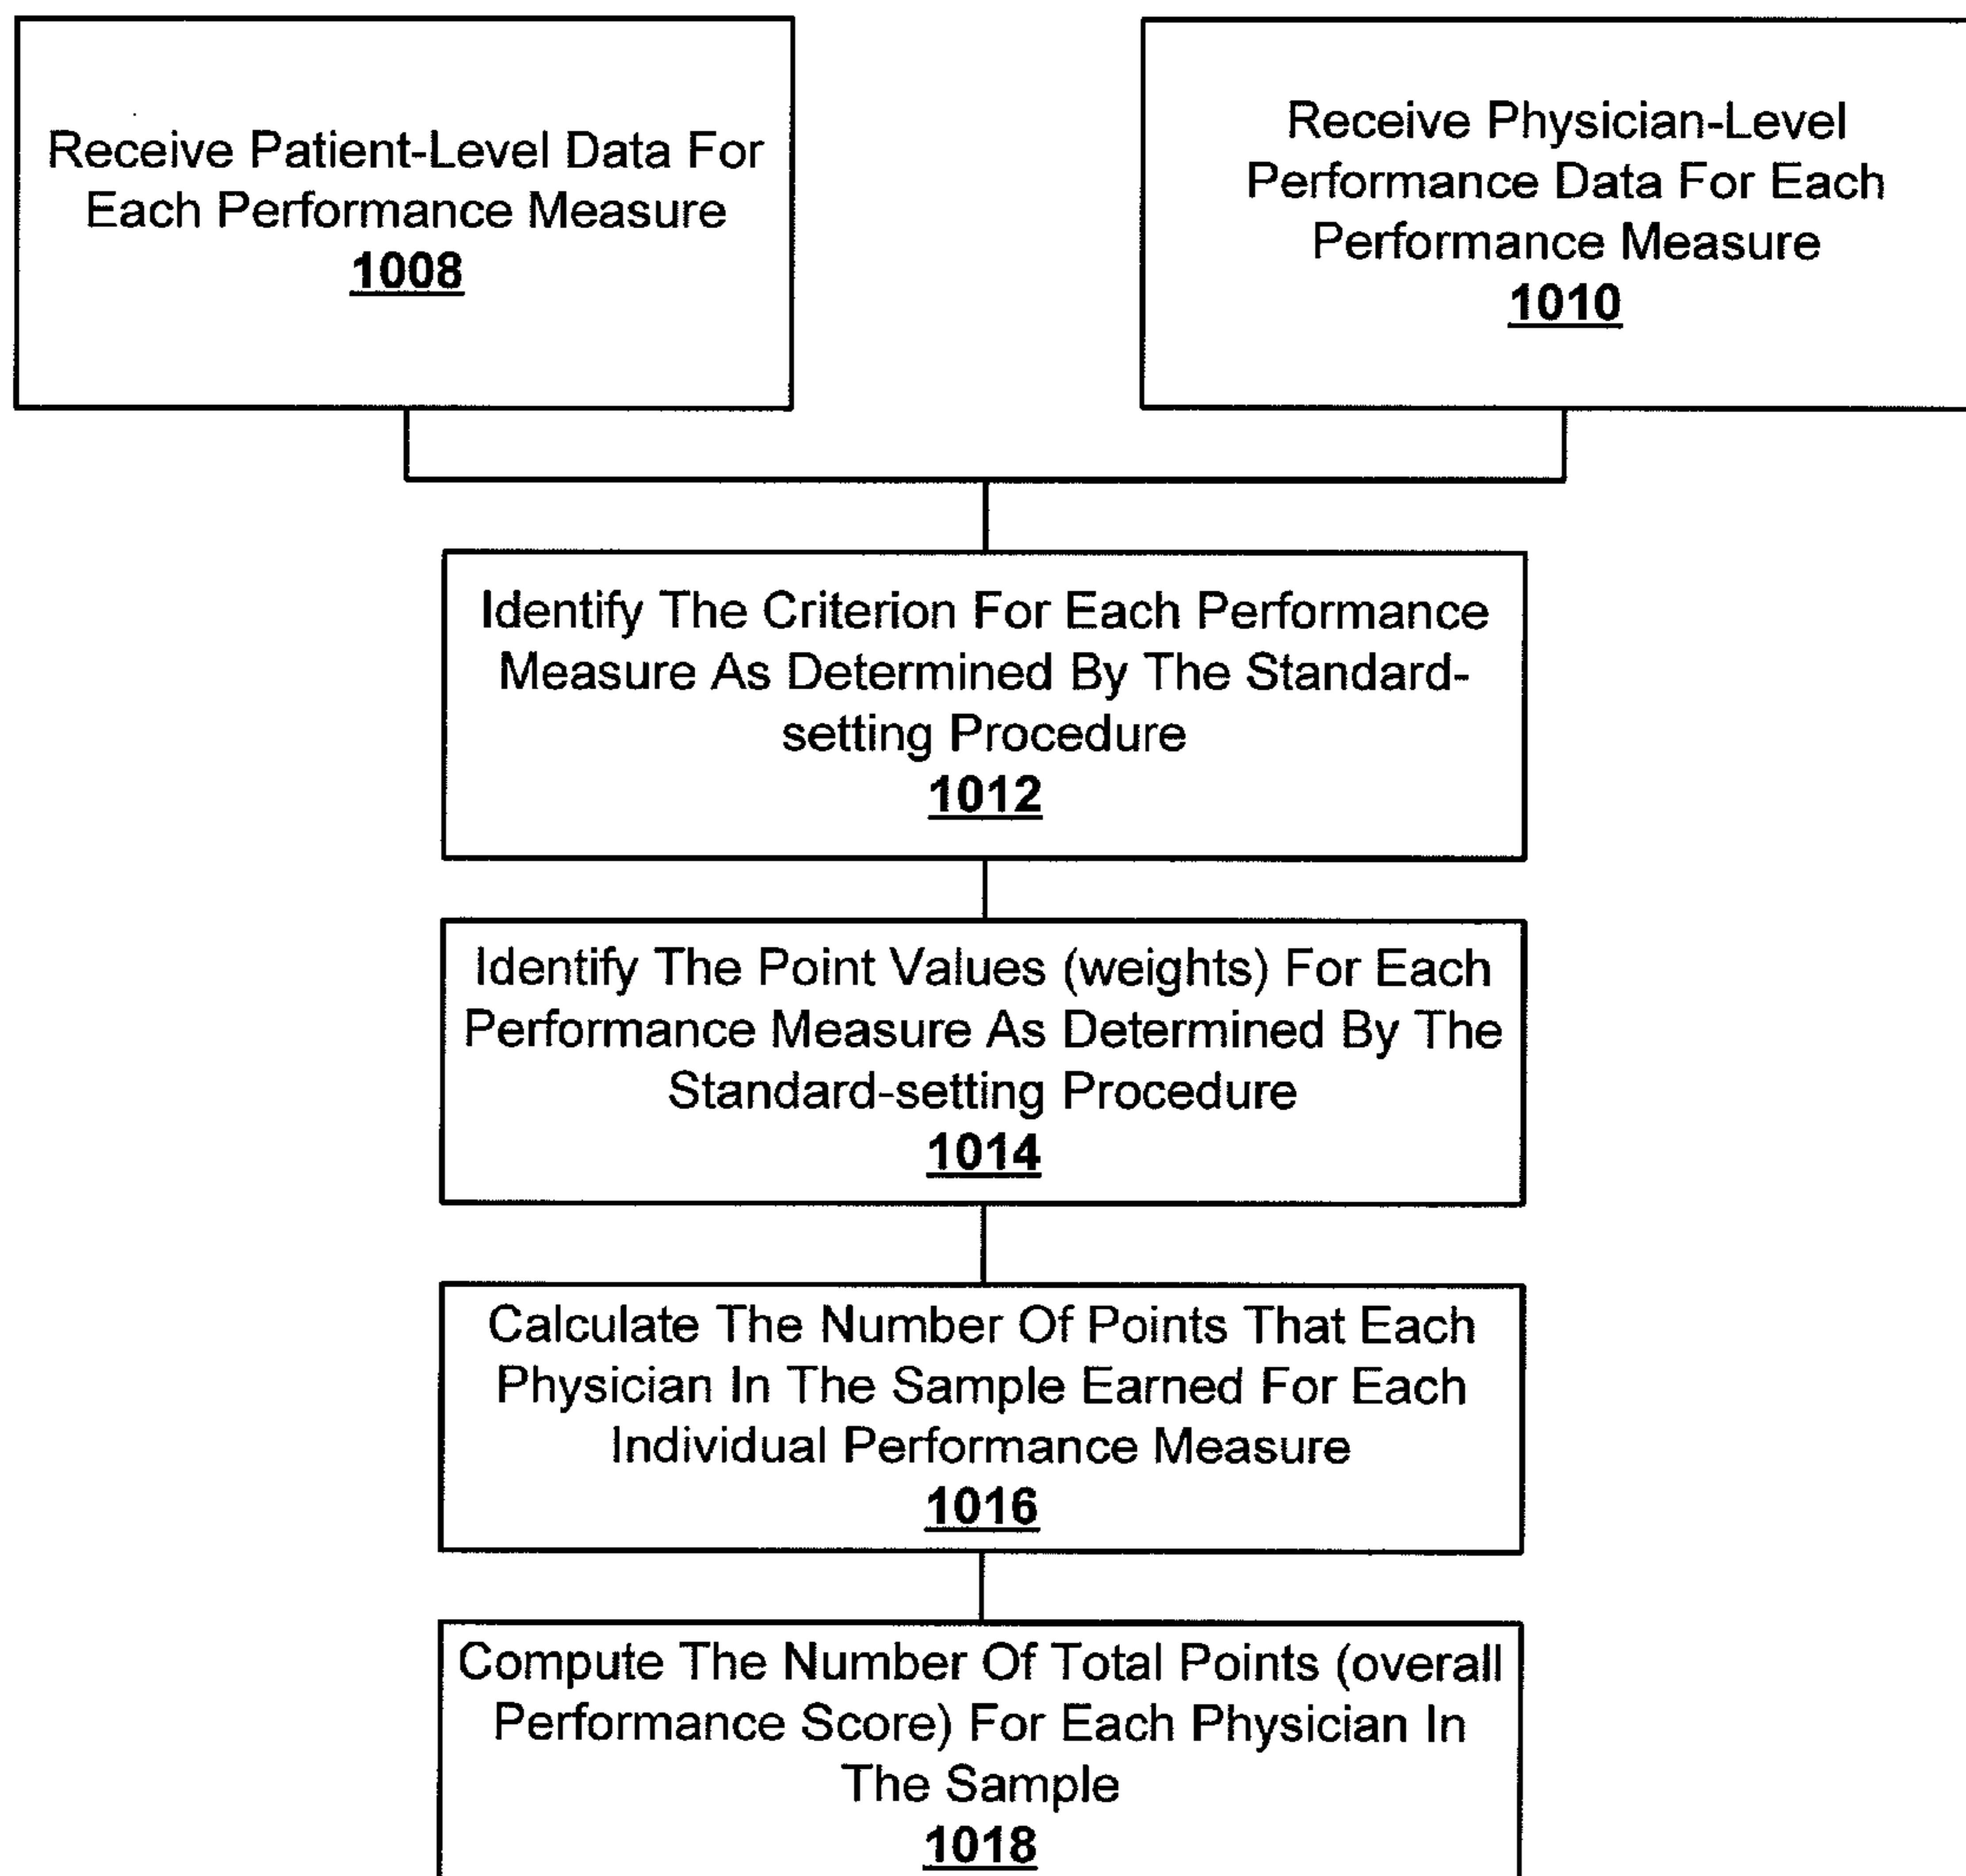 Receive Patient-Level Data For
Each Performance Measure
1008
Receive Physician-Level
Performance Data For Each
Performance Measure
1010
Identify The Criterion For Each Performance
Measure As Determined By The Standard-
setting Procedure
1012
Identify The Point Values (weights) For Each
Performance Measure As Determined By The
Standard-setting Procedure
1014
Calculate The Number Of Points That Each
Physician In The Sample Earned For Each
Individual Performance Measure
1016
Compute The Number Of Total Points (overall
Performance Score) For Each Physician In
The Sample
1018